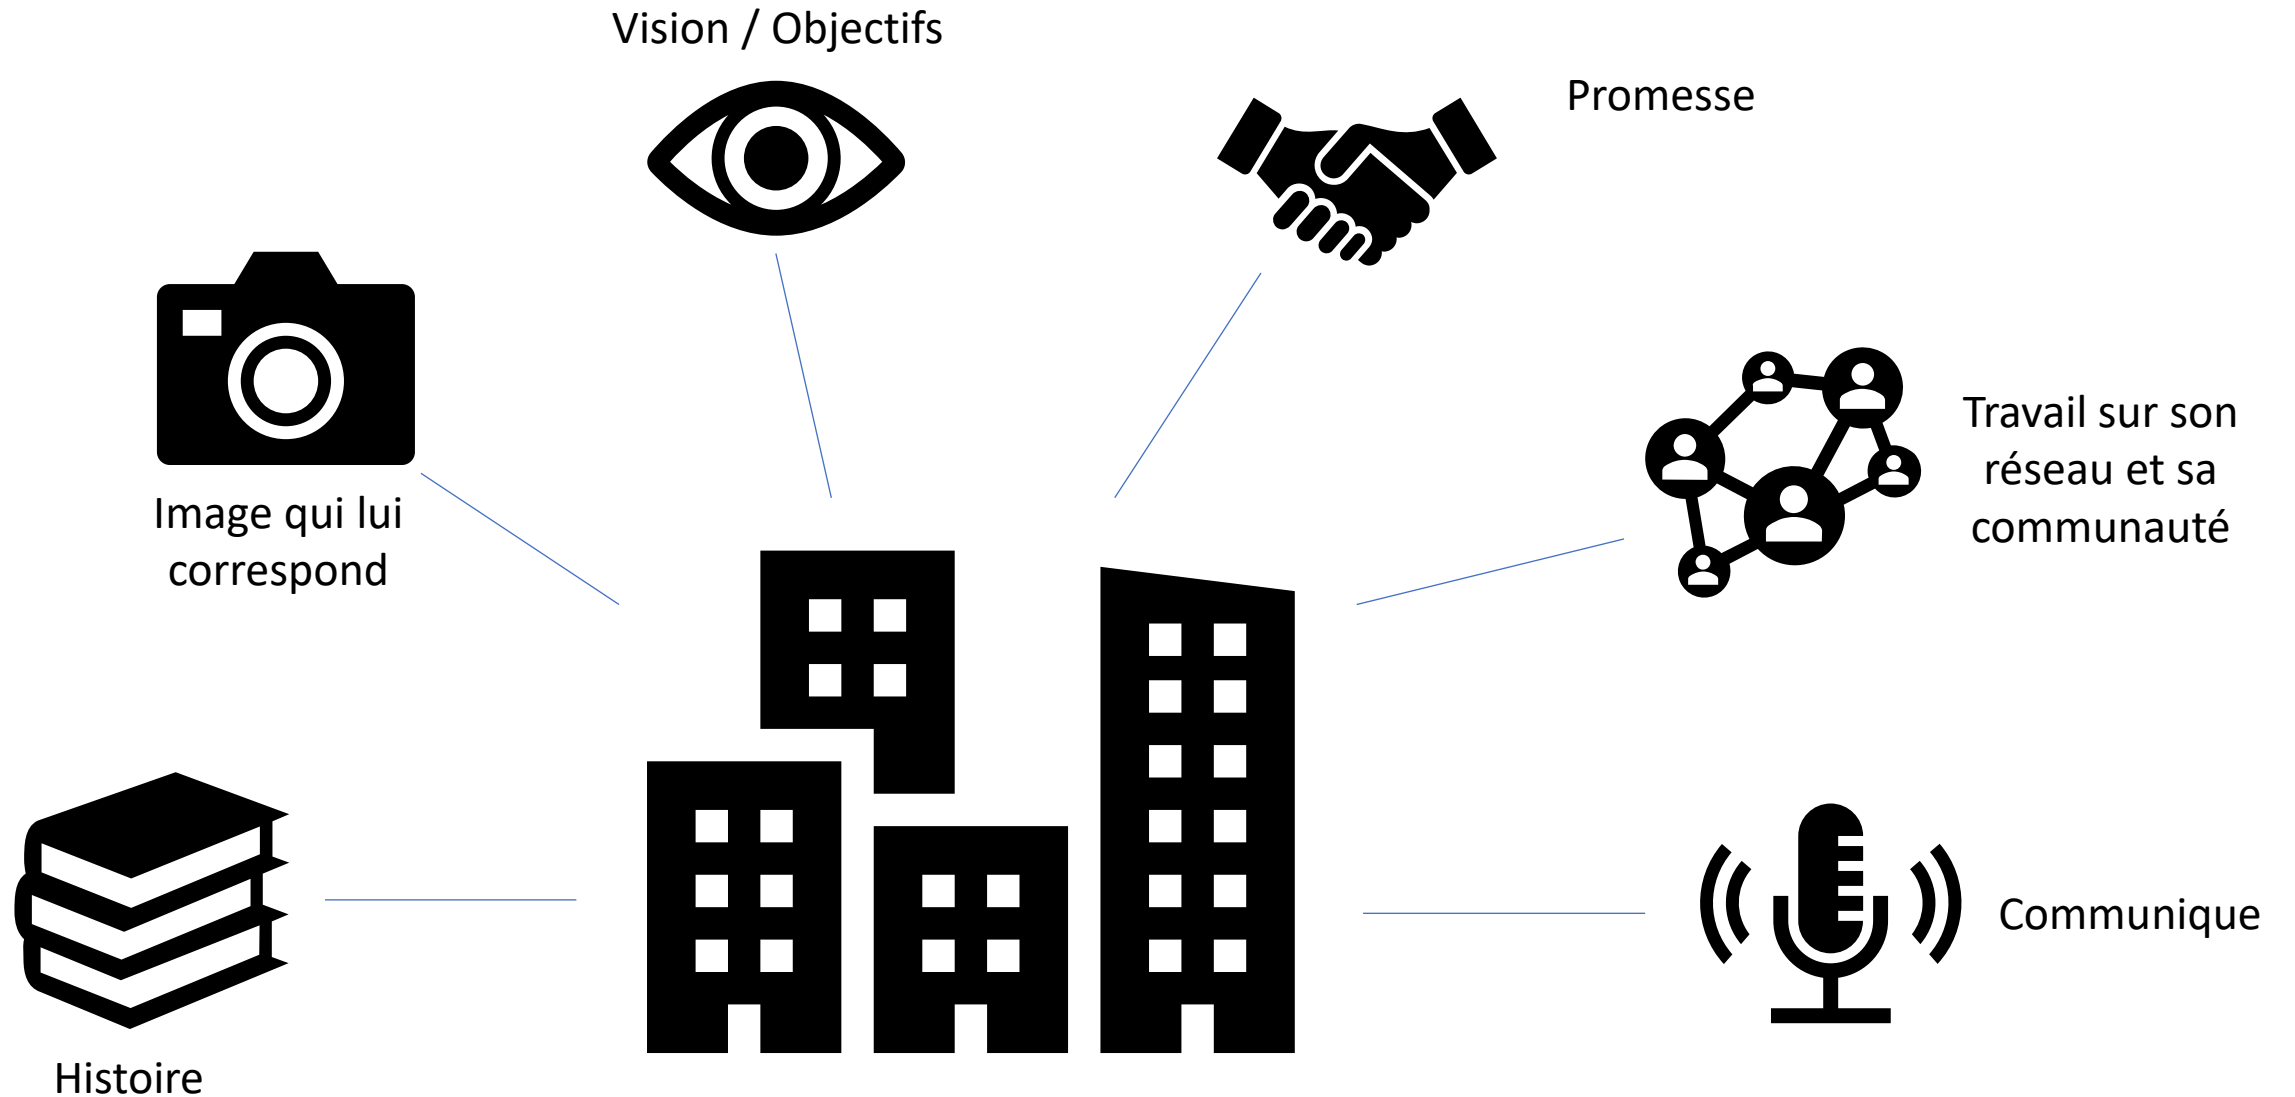 Vision / Objectifs
Promesse
Image qui lui
correspond
Travail sur son
réseau et sa
communauté
Communique
Histoire